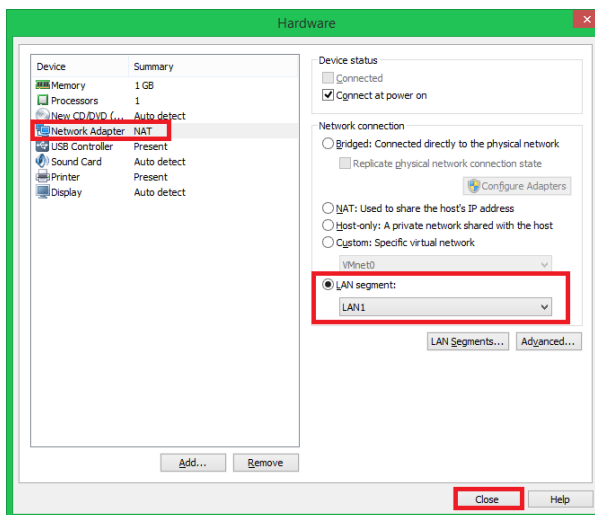 Hardware
Device Summary
Memory 1 GB
Processors 1
New CD/DVD (... Auto detect
Network Adapter NAT
USB Controller Present
Sound Card Auto detect
Printer Present
Display Auto detect
Add... Remove
Device status
Connected
Connect at power on
Network connection
Bridged: Connected directly to the physical network
Replicate physical network connection state
Configure Adapters
NAT: Used to share the host's IP address
Host-only: A private network shared with the host
Custom: Specific virtual network
VMnet0
LAN segment:
LAN1
LAN Segments... Advanced...
Close Help